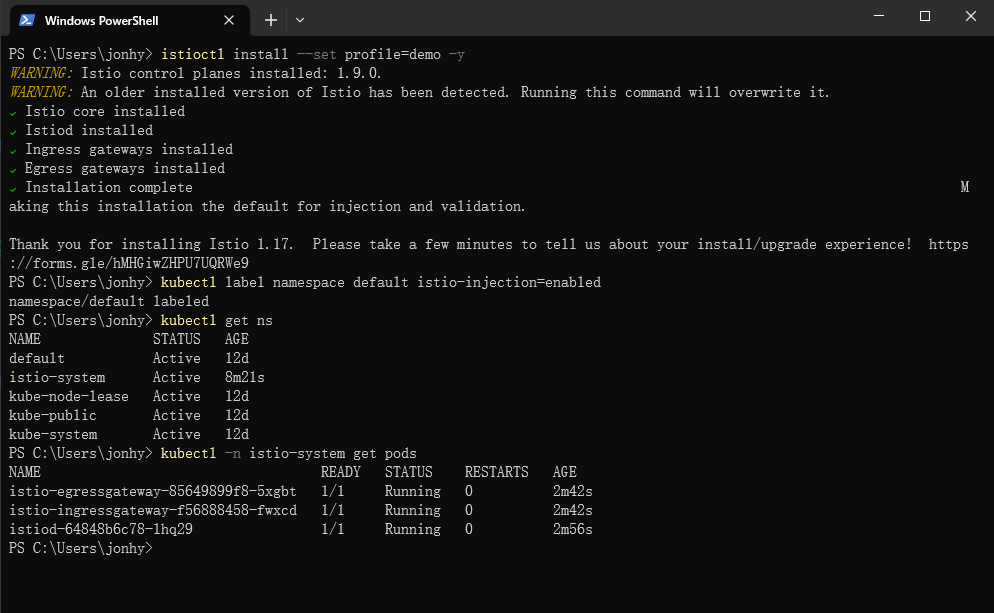 Windows PowerShell
PS C:\Users\jonhy> istioctl install --set profile=demo -y
WARNING: Istio control planes installed: 1.9.0.
WARNING: An older installed version of Istio has been detected. Running this command will overwrite it.
✔ Istio core installed
✔ Istiod installed
✔ Ingress gateways installed
✔ Egress gateways installed
✔ Installation complete M
aking this installation the default for injection and validation.
Thank you for installing Istio 1.17.  Please take a few minutes to tell us about your install/upgrade experience!  https
://forms.gle/hMHGiwZHPU7UQRWe9
PS C:\Users\jonhy> kubectl label namespace default istio-injection=enabled
namespace/default labeled
PS C:\Users\jonhy> kubectl get ns
NAME              STATUS   AGE
default           Active   12d
istio-system      Active   8m21s
kube-node-lease   Active   12d
kube-public       Active   12d
kube-system       Active   12d
PS C:\Users\jonhy> kubectl -n istio-system get pods
NAME                                   READY   STATUS    RESTARTS   AGE
istio-egressgateway-85649899f8-5xgbt   1/1     Running   0          2m42s
istio-ingressgateway-f56888458-fwxcd   1/1     Running   0          2m42s
istiod-64848b6c78-lhq29                1/1     Running   0          2m56s
PS C:\Users\jonhy>